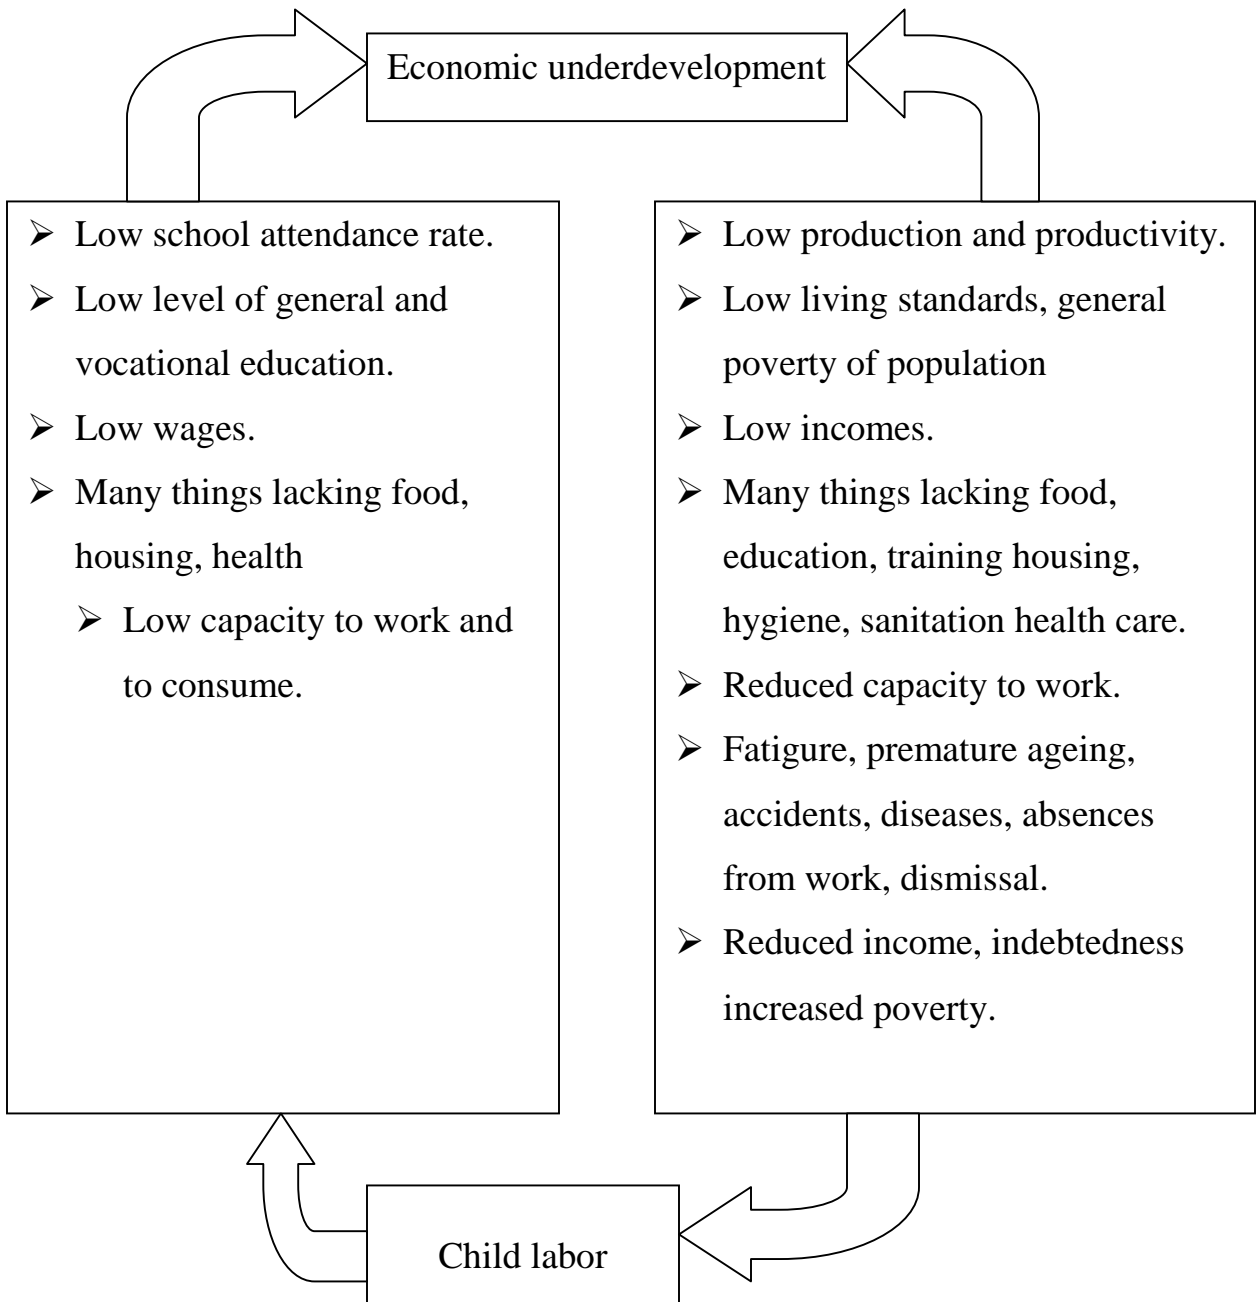 Economic underdevelopment
➢ Low school attendance rate.
➢ Low level of general and
vocational education.
➢ Low wages.
➢ Many things lacking food,
housing, health
➢ Low capacity to work and
to consume.
➢ Low production and productivity.
➢ Low living standards, general
poverty of population
➢ Low incomes.
➢ Many things lacking food,
education, training housing,
hygiene, sanitation health care.
➢ Reduced capacity to work.
➢ Fatigure, premature ageing,
accidents, diseases, absences
from work, dismissal.
➢ Reduced income, indebtedness
increased poverty.
Child labor